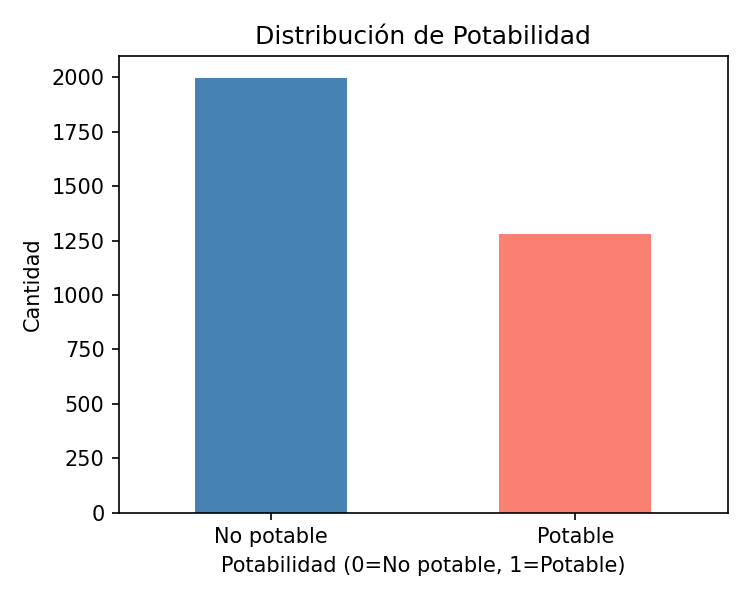 Distribución de Potabilidad
Cantidad
2000
1750
1500
1250
1000
750
500
250
0
No potable
Potable
Potabilidad (0=No potable, 1=Potable)